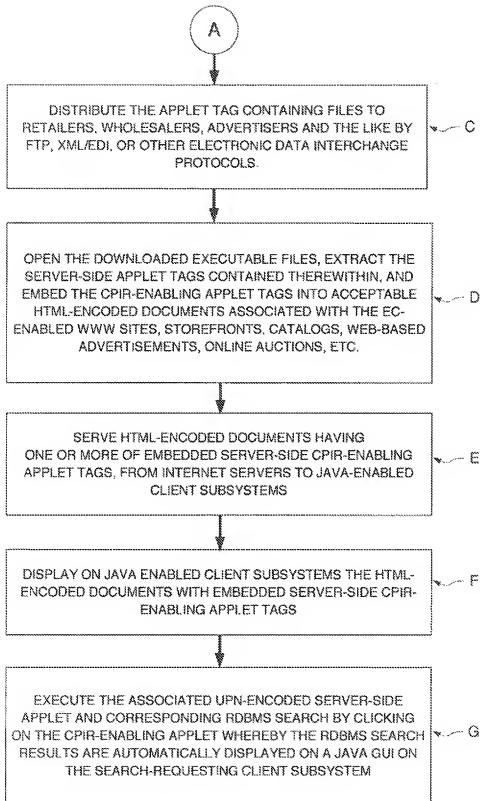 A
DISTRIBUTE THE APPLET TAG CONTAINING FILES TO
RETAILERS, WHOLESALERS, ADVERTISERS AND THE LIKE BY
FTP, XML/EDI, OR OTHER ELECTRONIC DATA INTERCHANGE
PROTOCOLS.
C
OPEN THE DOWNLOADED EXECUTABLE FILES, EXTRACT THE
SERVER-SIDE APPLET TAGS CONTAINED THEREWITHIN, AND
EMBED THE CPIR-ENABLING APPLET TAGS INTO ACCEPTABLE
HTML-ENCODED DOCUMENTS ASSOCIATED WITH THE EC-
ENABLED WWW SITES, STOREFRONTS, CATALOGS, WEB-BASED
ADVERTISEMENTS, ONLINE AUCTIONS, ETC.
D
SERVE HTML-ENCODED DOCUMENTS HAVING
ONE OR MORE OF EMBEDDED SERVER-SIDE CPIR-ENABLING
APPLET TAGS, FROM INTERNET SERVERS TO JAVA-ENABLED
CLIENT SUBSYSTEMS
E
DISPLAY ON JAVA ENABLED CLIENT SUBSYSTEMS THE HTML-
ENCODED DOCUMENTS WITH EMBEDDED SERVER-SIDE CPIR-
ENABLING APPLET TAGS
F
EXECUTE THE ASSOCIATED UPN-ENCODED SERVER-SIDE
APPLET AND CORRESPONDING RDBMS SEARCH BY CLICKING
ON THE CPIR-ENABLING APPLET WHEREBY THE RDBMS SEARCH
RESULTS ARE AUTOMATICALLY DISPLAYED ON A JAVA GUI ON
THE SEARCH-REQUESTING CLIENT SUBSYSTEM
G